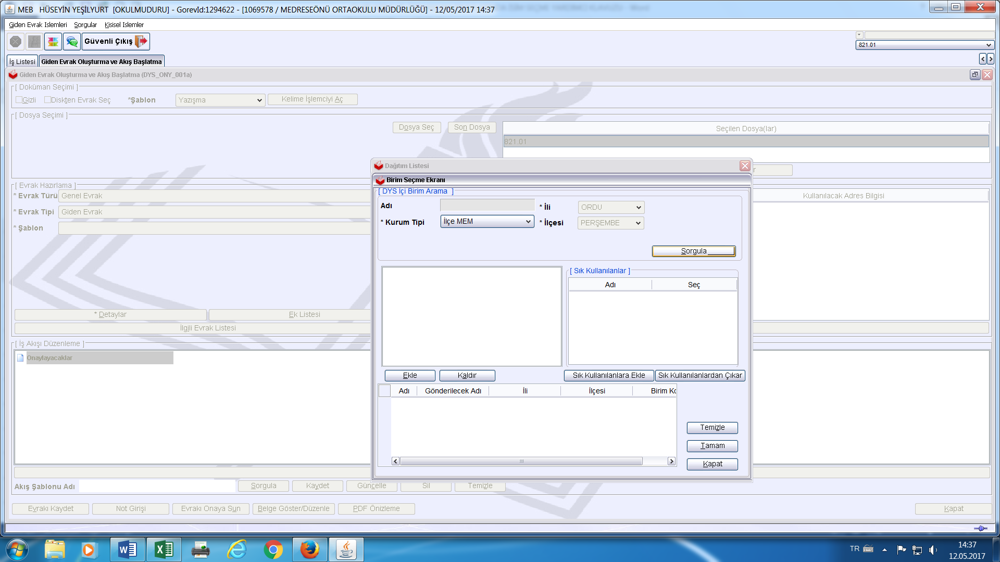 MEB HÜSEYİN YEŞİLYURT [OKULMUDURU] - GorevId:1294622 - [1069578 / MEDRESEÖNÜ ORTAOKULU MÜDÜRLÜĞÜ] - 12/05/2017 14:37
Giden Evrak Islemleri Sorgular Kisisel Islemler
Güvenli Çıkış
821.01
İş Listesi Giden Evrak Oluşturma ve Akış Başlatma
Giden Evrak Oluşturma ve Akış Başlatma (DYS_ONY_001a)
[ Doküman Seçimi ]
Gizli Diskten Evrak Seç *Şablon Yazışma Kelime İşlemciyi Aç
[ Dosya Seçimi ]
Dosya Seç Son Dosya Seçilen Dosya(lar)
821.01
Dağıtım Listesi
Birim Seçme Ekranı
[ DYS İçi Birim Arama ]
Adı * İli ORDU
* Kurum Tipi İlçe MEM * İlçesi PERŞEMBE
Sorgula
[ Sık Kullanılanlar ]
Adı Seç
Ekle Kaldır Sık Kullanılanlara Ekle Sık Kullanılanlardan Çıkar
Adı Gönderilecek Adı İli İlçesi Birim Ko
Temizle
Tamam
Kapat
[ Evrak Hazırlama ]
* Evrak Türü Genel Evrak
* Evrak Tipi Giden Evrak
* Şablon
Kullanılacak Adres Bilgisi
* Detaylar Ek Listesi
İlgili Evrak Listesi
[ İş Akışı Düzenleme ]
Onaylayacaklar
Akış Şablonu Adı Sorgula Kaydet Güncelle Sil Temizle
Evrakı Kaydet Not Girişi Evrakı Onaya Sun Belge Göster/Düzenle PDF Önizleme Kapat
TR 14:37
12.05.2017